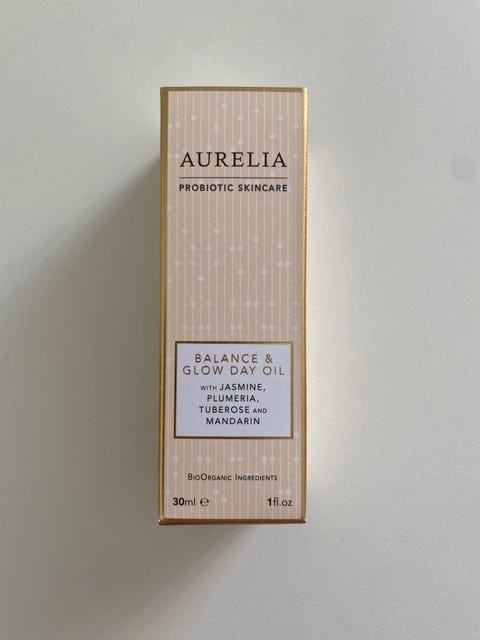 AURELIA
PROBIOTIC SKINCARE
BALANCE &
GLOW DAY OIL
WITH JASMINE,
PLUMERIA,
TUBEROSE AND
MANDARIN
BIOORGANIC INGREDIENTS
30ml ℮ 1fl.oz